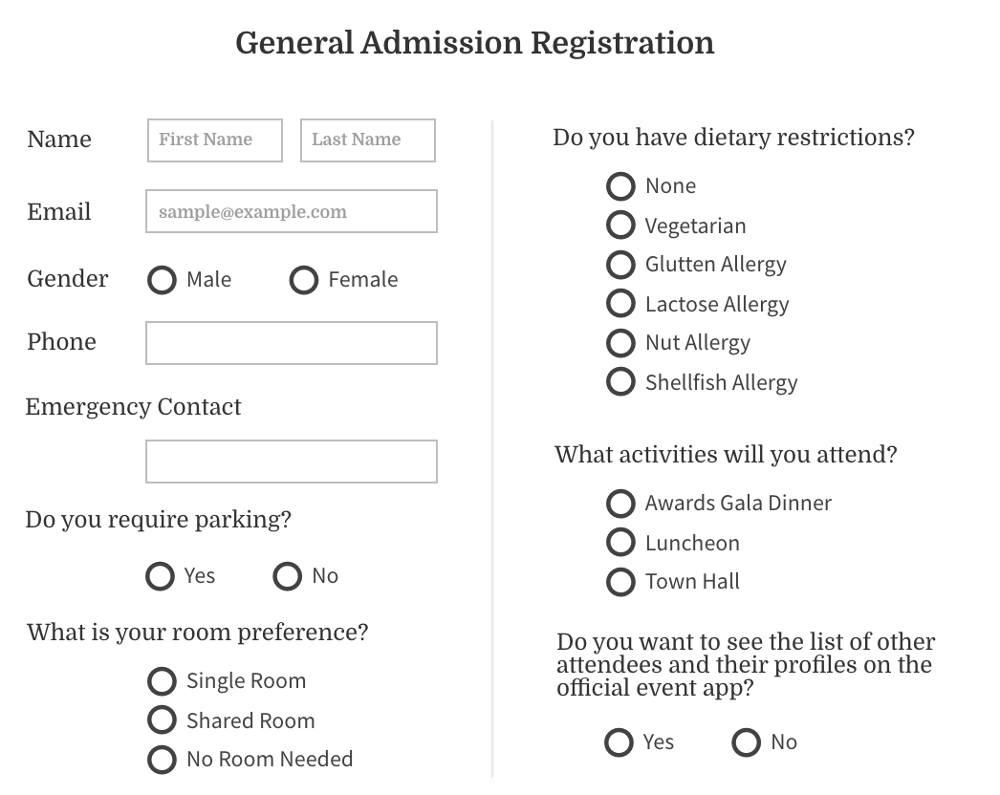 General Admission Registration
Name
First Name Last Name
Email
sample@example.com
Gender
Male Female
Phone
Emergency Contact
Do you require parking?
Yes No
What is your room preference?
Single Room
Shared Room
No Room Needed
Do you have dietary restrictions?
None
Vegetarian
Glutten Allergy
Lactose Allergy
Nut Allergy
Shellfish Allergy
What activities will you attend?
Awards Gala Dinner
Luncheon
Town Hall
Do you want to see the list of other
attendees and their profiles on the
official event app?
Yes No